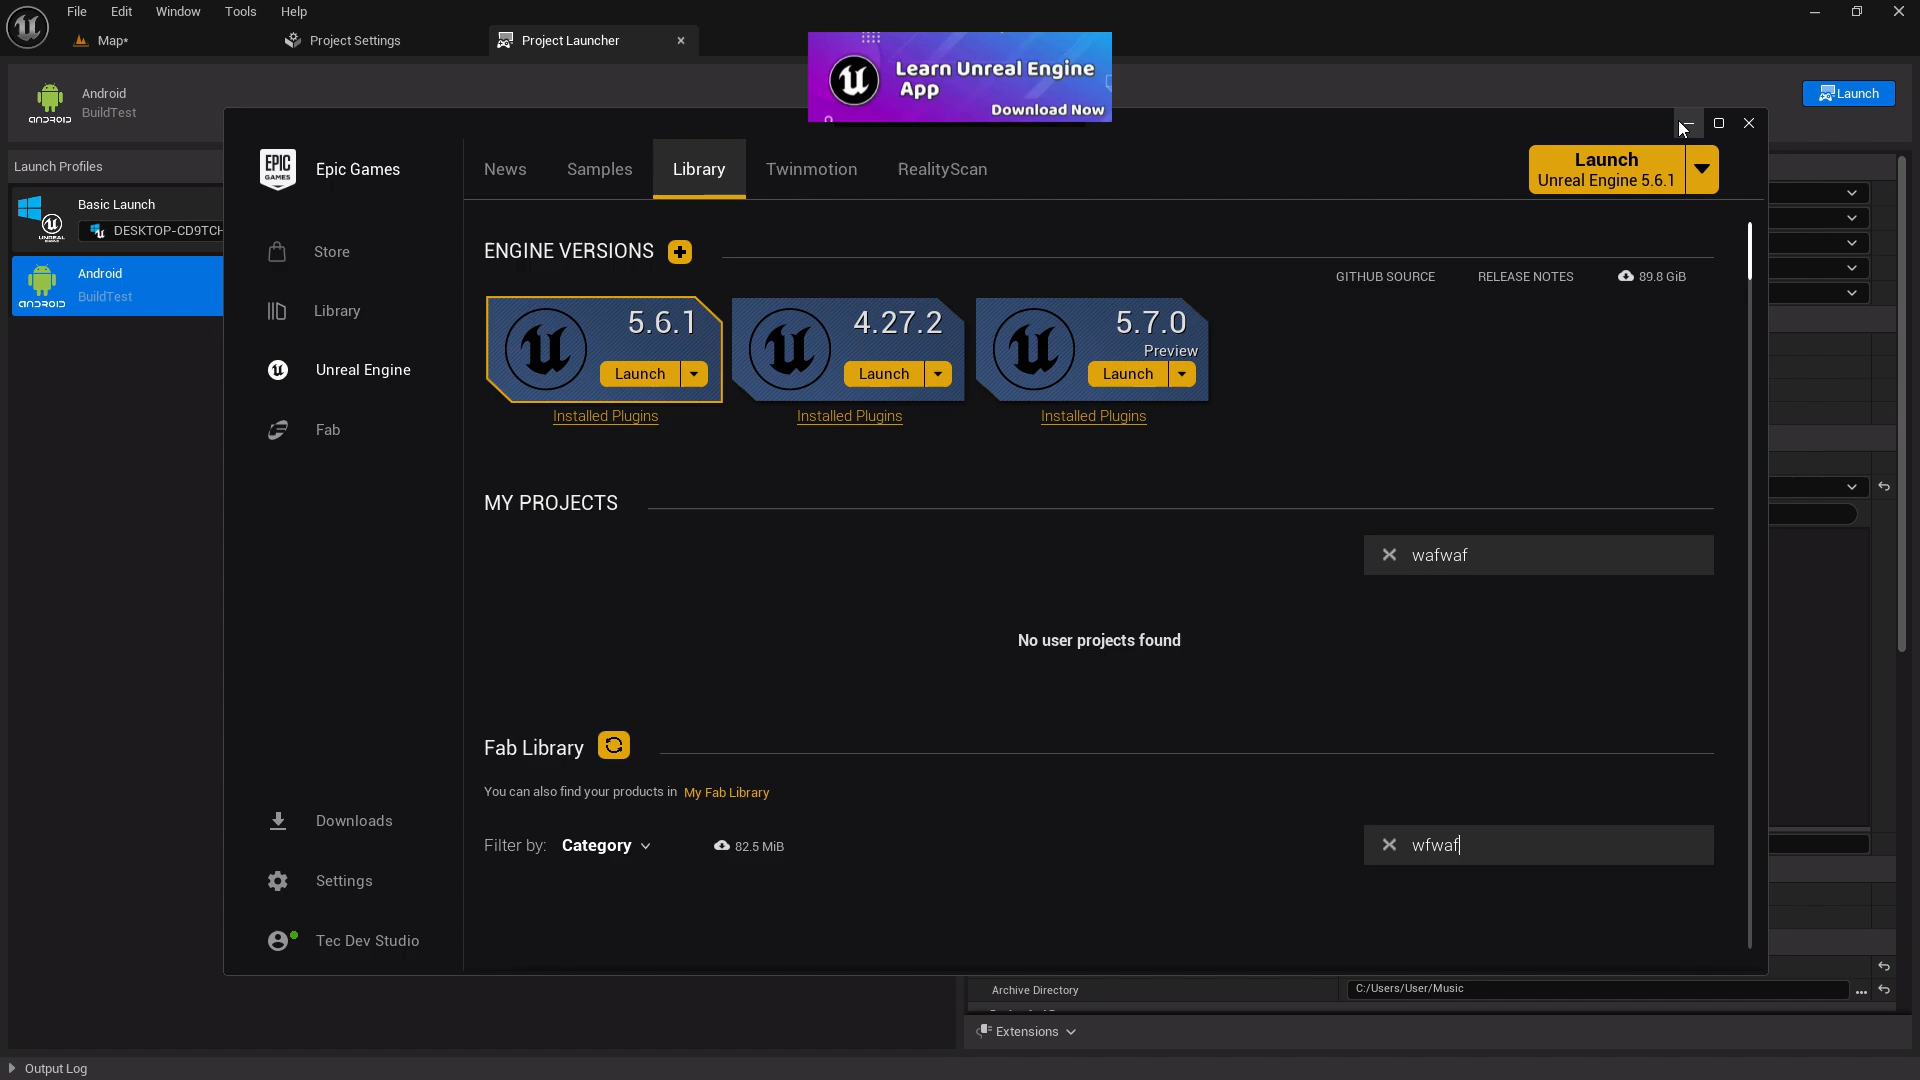 File Edit Window Tools Help
Map*
Project Settings
Project Launcher
Learn Unreal Engine
App
Download Now
Android
BuildTest
Launch
Launch Profiles
Basic Launch
DESKTOP-CD9TCH
Android
BuildTest
EPIC
GAMES
Epic Games
Store
Library
Unreal Engine
Fab
Downloads
Settings
Tec Dev Studio
News Samples Library Twinmotion RealityScan
Launch
Unreal Engine 5.6.1
ENGINE VERSIONS
GITHUB SOURCE RELEASE NOTES 89.8 GiB
5.6.1
Launch
Installed Plugins
4.27.2
Launch
Installed Plugins
5.7.0
Preview
Launch
Installed Plugins
MY PROJECTS
wafwaf
No user projects found
Fab Library
You can also find your products in My Fab Library
Filter by: Category 82.5 MiB
wfwaf
Archive Directory C:/Users/User/Music ...
Extensions
Output Log